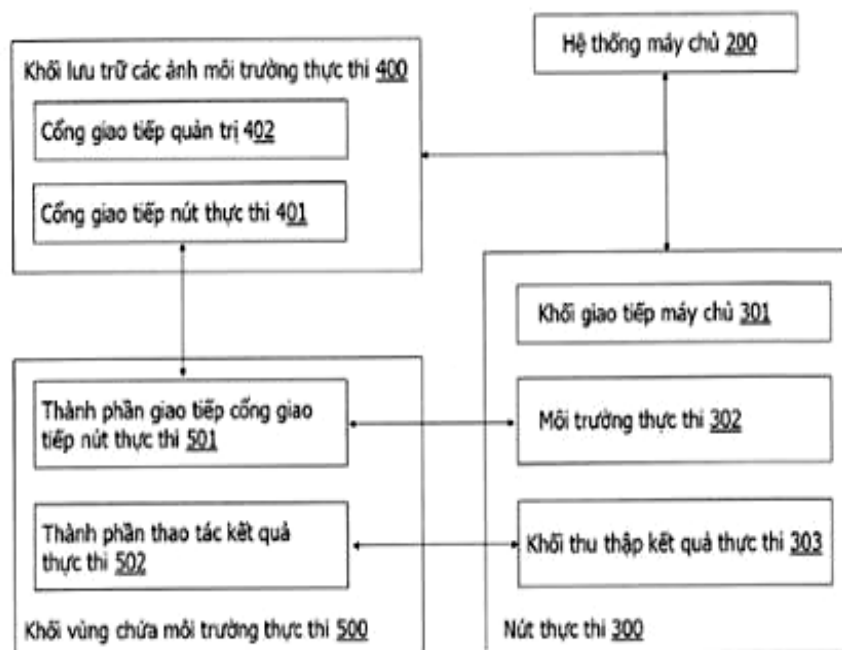 Khối lưu trữ các ảnh môi trường thực thi 400
Cổng giao tiếp quản trị 402
Cổng giao tiếp nút thực thi 401
Hệ thống máy chủ 200
Khối giao tiếp máy chủ 301
Môi trường thực thi 302
Khối thu thập kết quả thực thi 303
Nút thực thi 300
Thành phần giao tiếp cổng giao
tiếp nút thực thi 501
Thành phần thao tác kết quả
thực thi 502
Khối vùng chứa môi trường thực thi 500